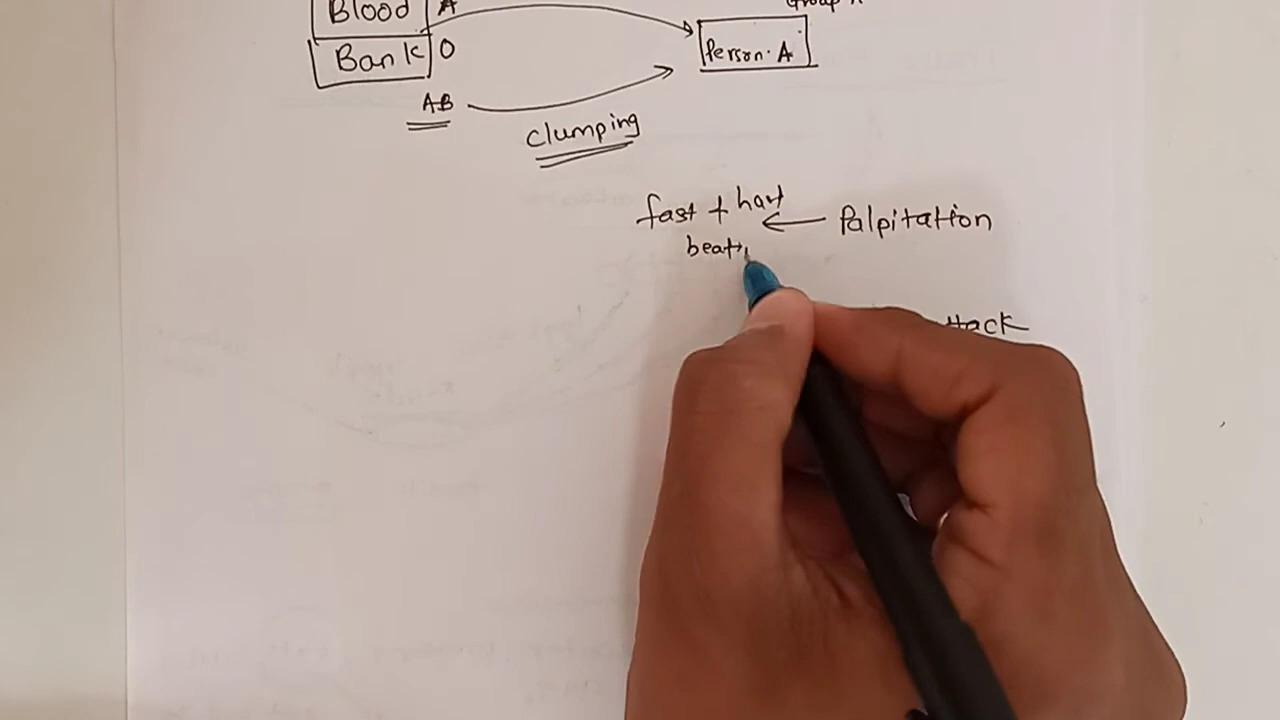 Blood A
Bank O
Person. A
AB
clumping
fast + hart
beat
Palpitation